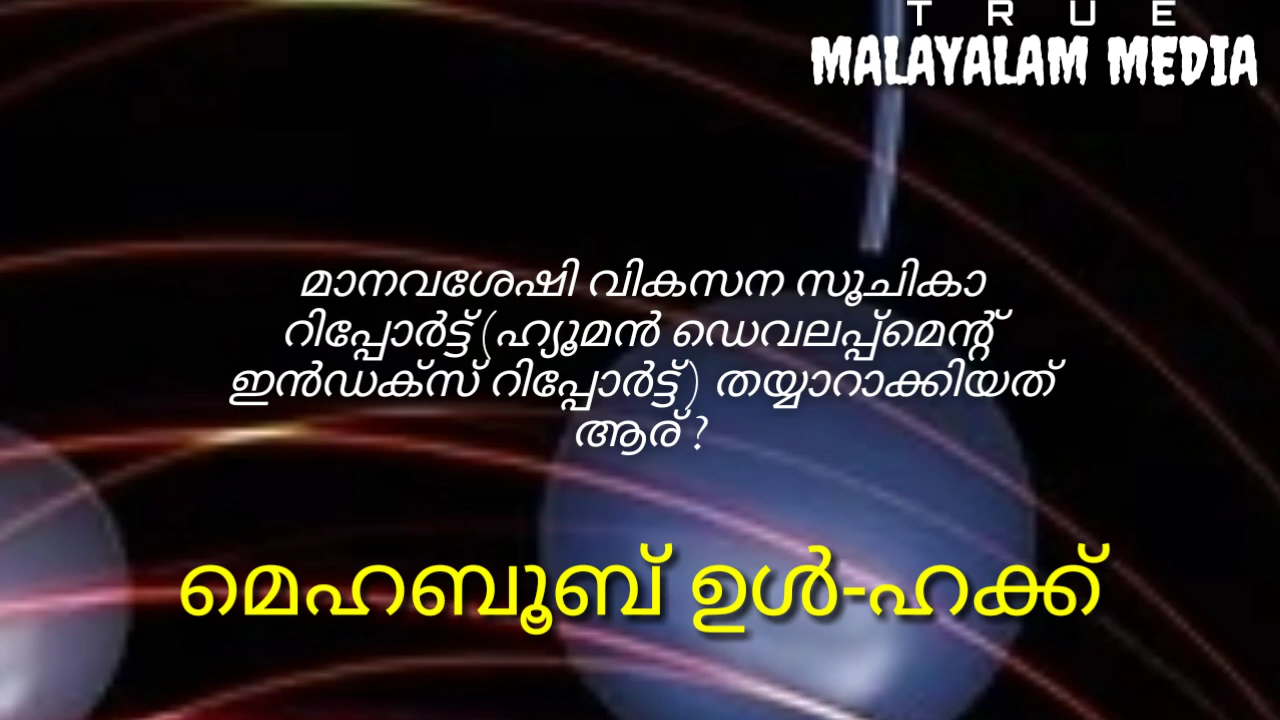 TRUE
MALAYALAM MEDIA
മാനവശേഷി വികസന സൂചികാ
റിപ്പോർട്ട് (ഹ്യൂമൻ ഡെവലപ്പ്മെന്റ്
ഇൻഡക്സ് റിപ്പോർട്ട്) തയ്യാറാക്കിയത്
ആര് ?
മെഹബൂബ് ഉൾ-ഹക്ക്